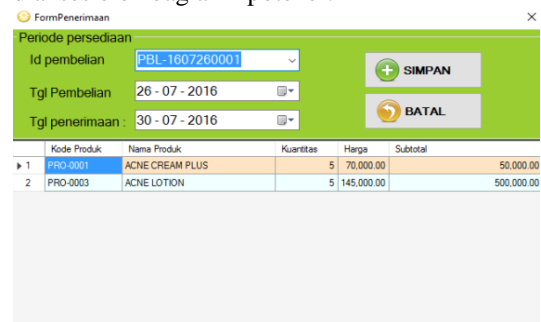 FormPenerimaan
Periode persediaan
Id pembelian PBL-1607260001
SIMPAN
Tgl Pembelian 26 - 07 - 2016
BATAL
Tgl penerimaan : 30 - 07 - 2016
Kode Produk Nama Produk Kuantitas Harga Subtotal
1 PRO-0001 ACNE CREAM PLUS 5 70,000.00 50,000.00
2 PRO-0003 ACNE LOTION 5 145,000.00 500,000.00